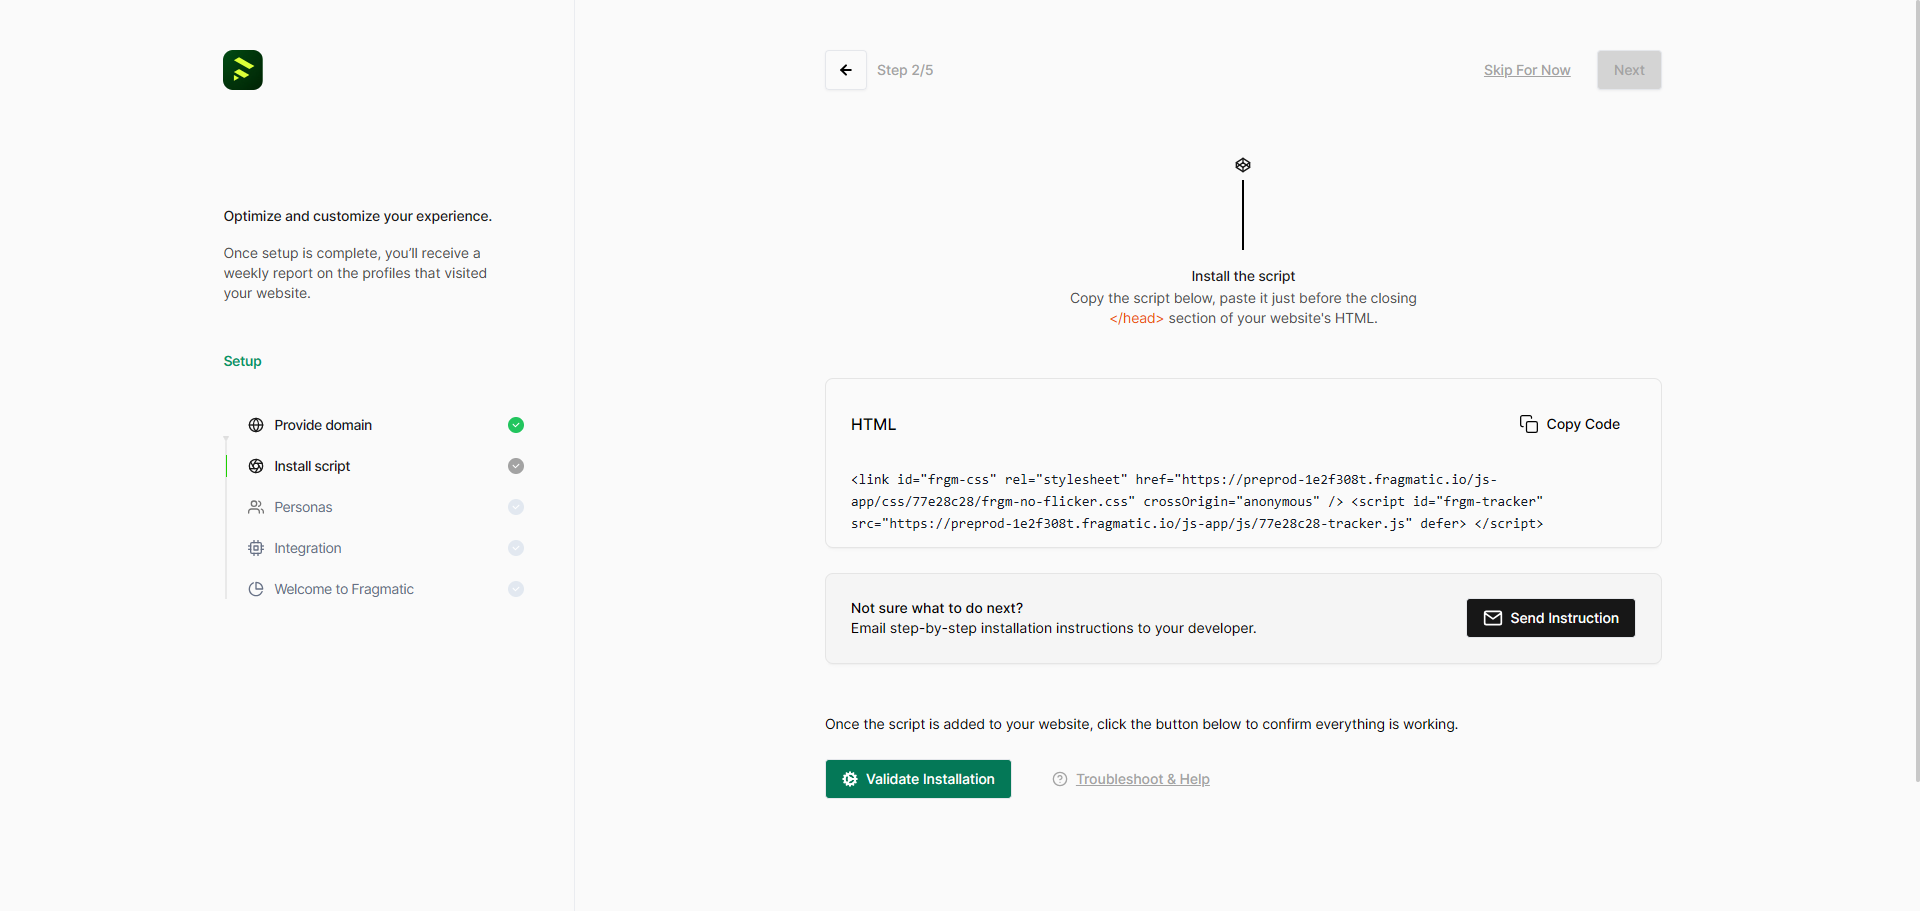 Optimize and customize your experience.
Once setup is complete, you’ll receive a
weekly report on the profiles that visited
your website.
Setup
Provide domain
Install script
Personas
Integration
Welcome to Fragmatic
Step 2/5
Skip For Now
Next
Install the script
Copy the script below, paste it just before the closing
</head> section of your website's HTML.
HTML
Copy Code
<link id="frgm-css" rel="stylesheet" href="https://preprod-1e2f308t.fragmatic.io/js-
app/css/77e28c28/frgm-no-flicker.css" crossOrigin="anonymous" /> <script id="frgm-tracker"
src="https://preprod-1e2f308t.fragmatic.io/js-app/js/77e28c28-tracker.js" defer> </script>
Not sure what to do next?
Email step-by-step installation instructions to your developer.
Send Instruction
Once the script is added to your website, click the button below to confirm everything is working.
Validate Installation
Troubleshoot & Help